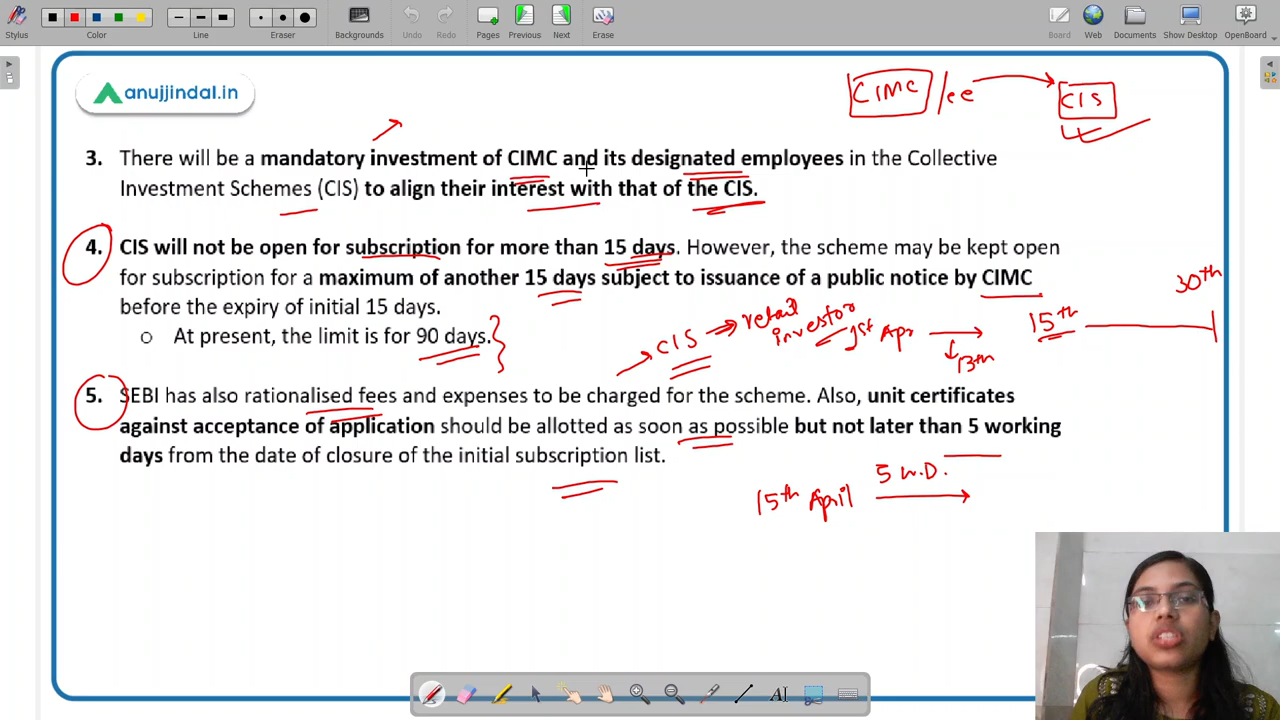 Stylus
Color
Line
Eraser
Backgrounds
Undo
Redo
Pages
Previous
Next
Erase
Board
Web
Documents
Show Desktop
OpenBoard
anujjindal.in
CIMC /ee
CIS
3. There will be a mandatory investment of CIMC and its designated employees in the Collective
Investment Schemes (CIS) to align their interest with that of the CIS.
4. CIS will not be open for subscription for more than 15 days. However, the scheme may be kept open
for subscription for a maximum of another 15 days subject to issuance of a public notice by CIMC
before the expiry of initial 15 days.
30th
o At present, the limit is for 90 days.
CIS
retail
investor
1st Apr
13th
15th
5. SEBI has also rationalised fees and expenses to be charged for the scheme. Also, unit certificates
against acceptance of application should be allotted as soon as possible but not later than 5 working
days from the date of closure of the initial subscription list.
15th April
5 W.D.